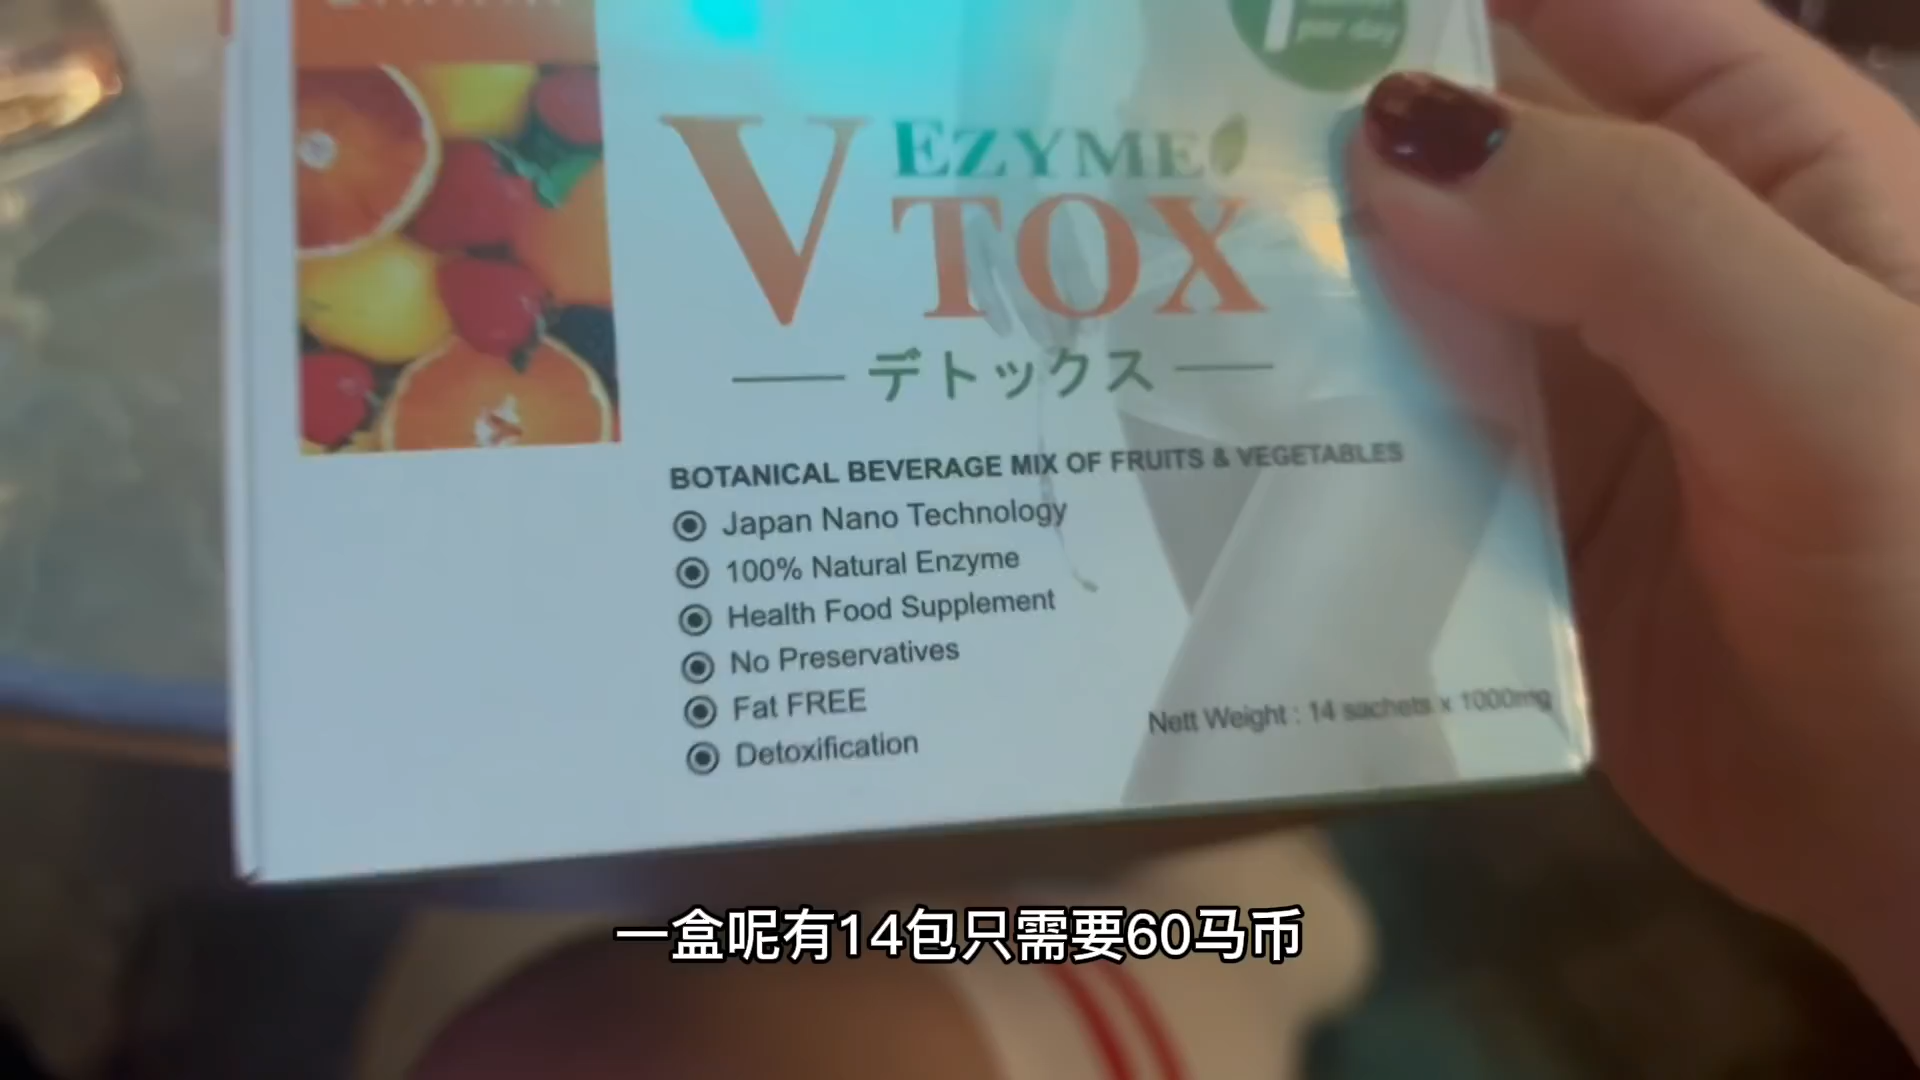 per day
V
EZYME
TOX
デトックス
BOTANICAL BEVERAGE MIX OF FRUITS & VEGETABLES
Japan Nano Technology
100% Natural Enzyme
Health Food Supplement
No Preservatives
Fat FREE
Detoxification
Nett Weight : 14 sachets x 1000mg
一盒呢有14包只需要60马币